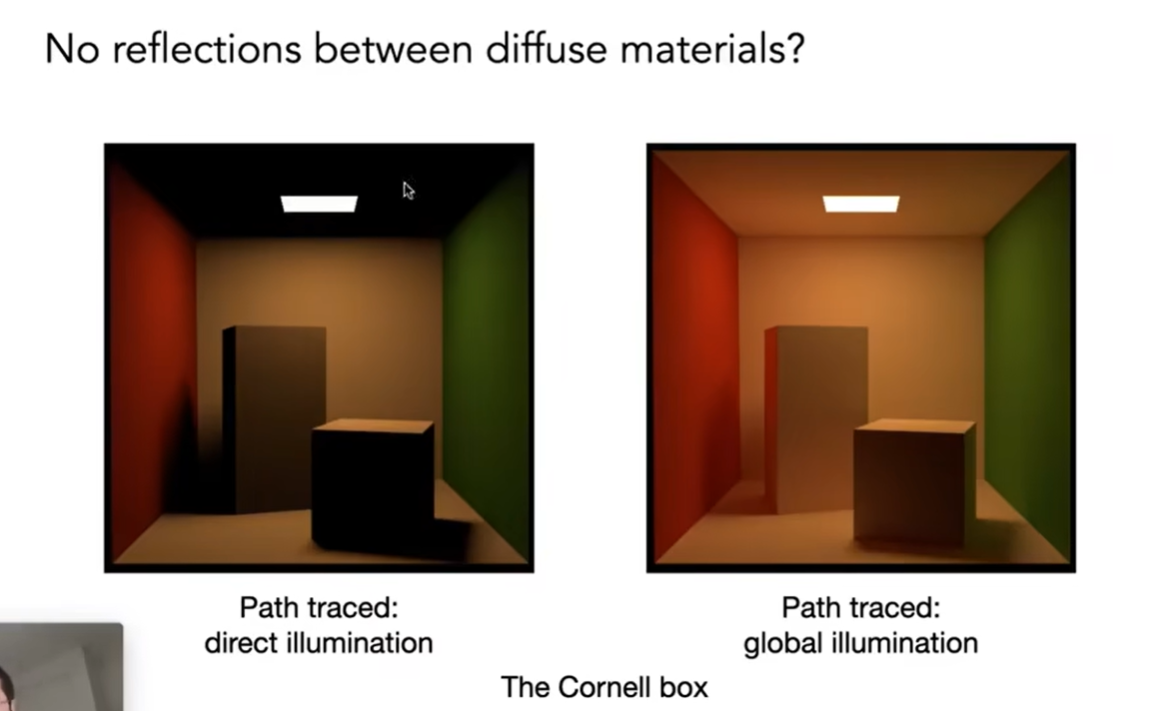 No reflections between diffuse materials?
Path traced:
direct illumination
Path traced:
global illumination
The Cornell box